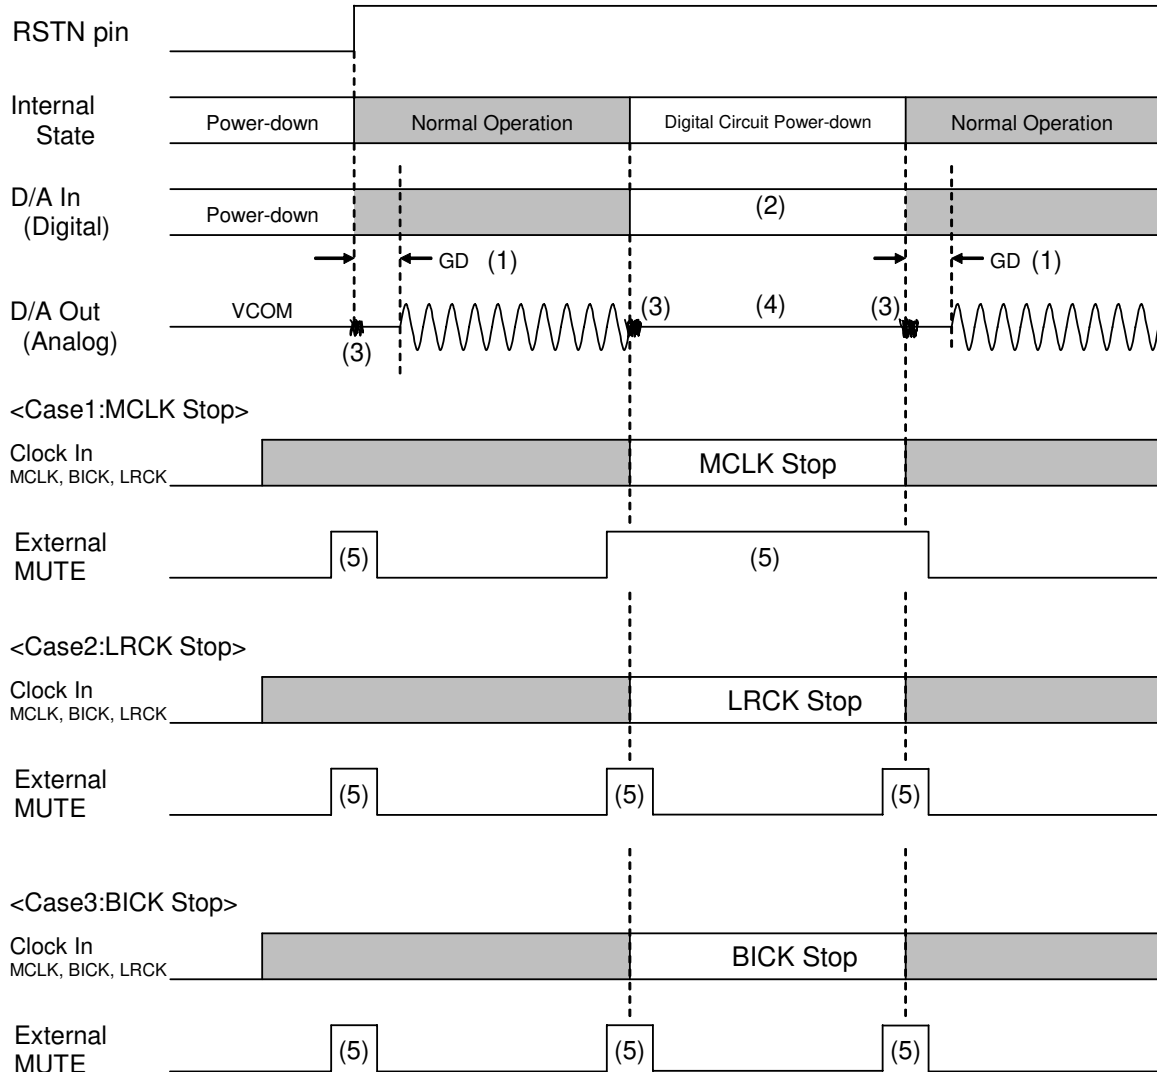 RSTN pin
Internal
State
Power-down
Normal Operation
Digital Circuit Power-down
Normal Operation
D/A In
(Digital)
Power-down
(2)
GD (1)
GD (1)
D/A Out
(Analog)
VCOM
(3)
(3)
(4)
(3)
<Case1:MCLK Stop>
Clock In
MCLK, BICK, LRCK
MCLK Stop
External
MUTE
(5)
(5)
<Case2:LRCK Stop>
Clock In
MCLK, BICK, LRCK
LRCK Stop
External
MUTE
(5)
(5)
(5)
<Case3:BICK Stop>
Clock In
MCLK, BICK, LRCK
BICK Stop
External
MUTE
(5)
(5)
(5)